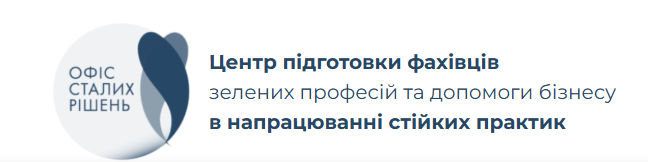 ОФІС
СТАЛИХ
РІШЕНЬ
Центр підготовки фахівців
зелених професій та допомоги бізнесу
в напрацюванні стійких практик